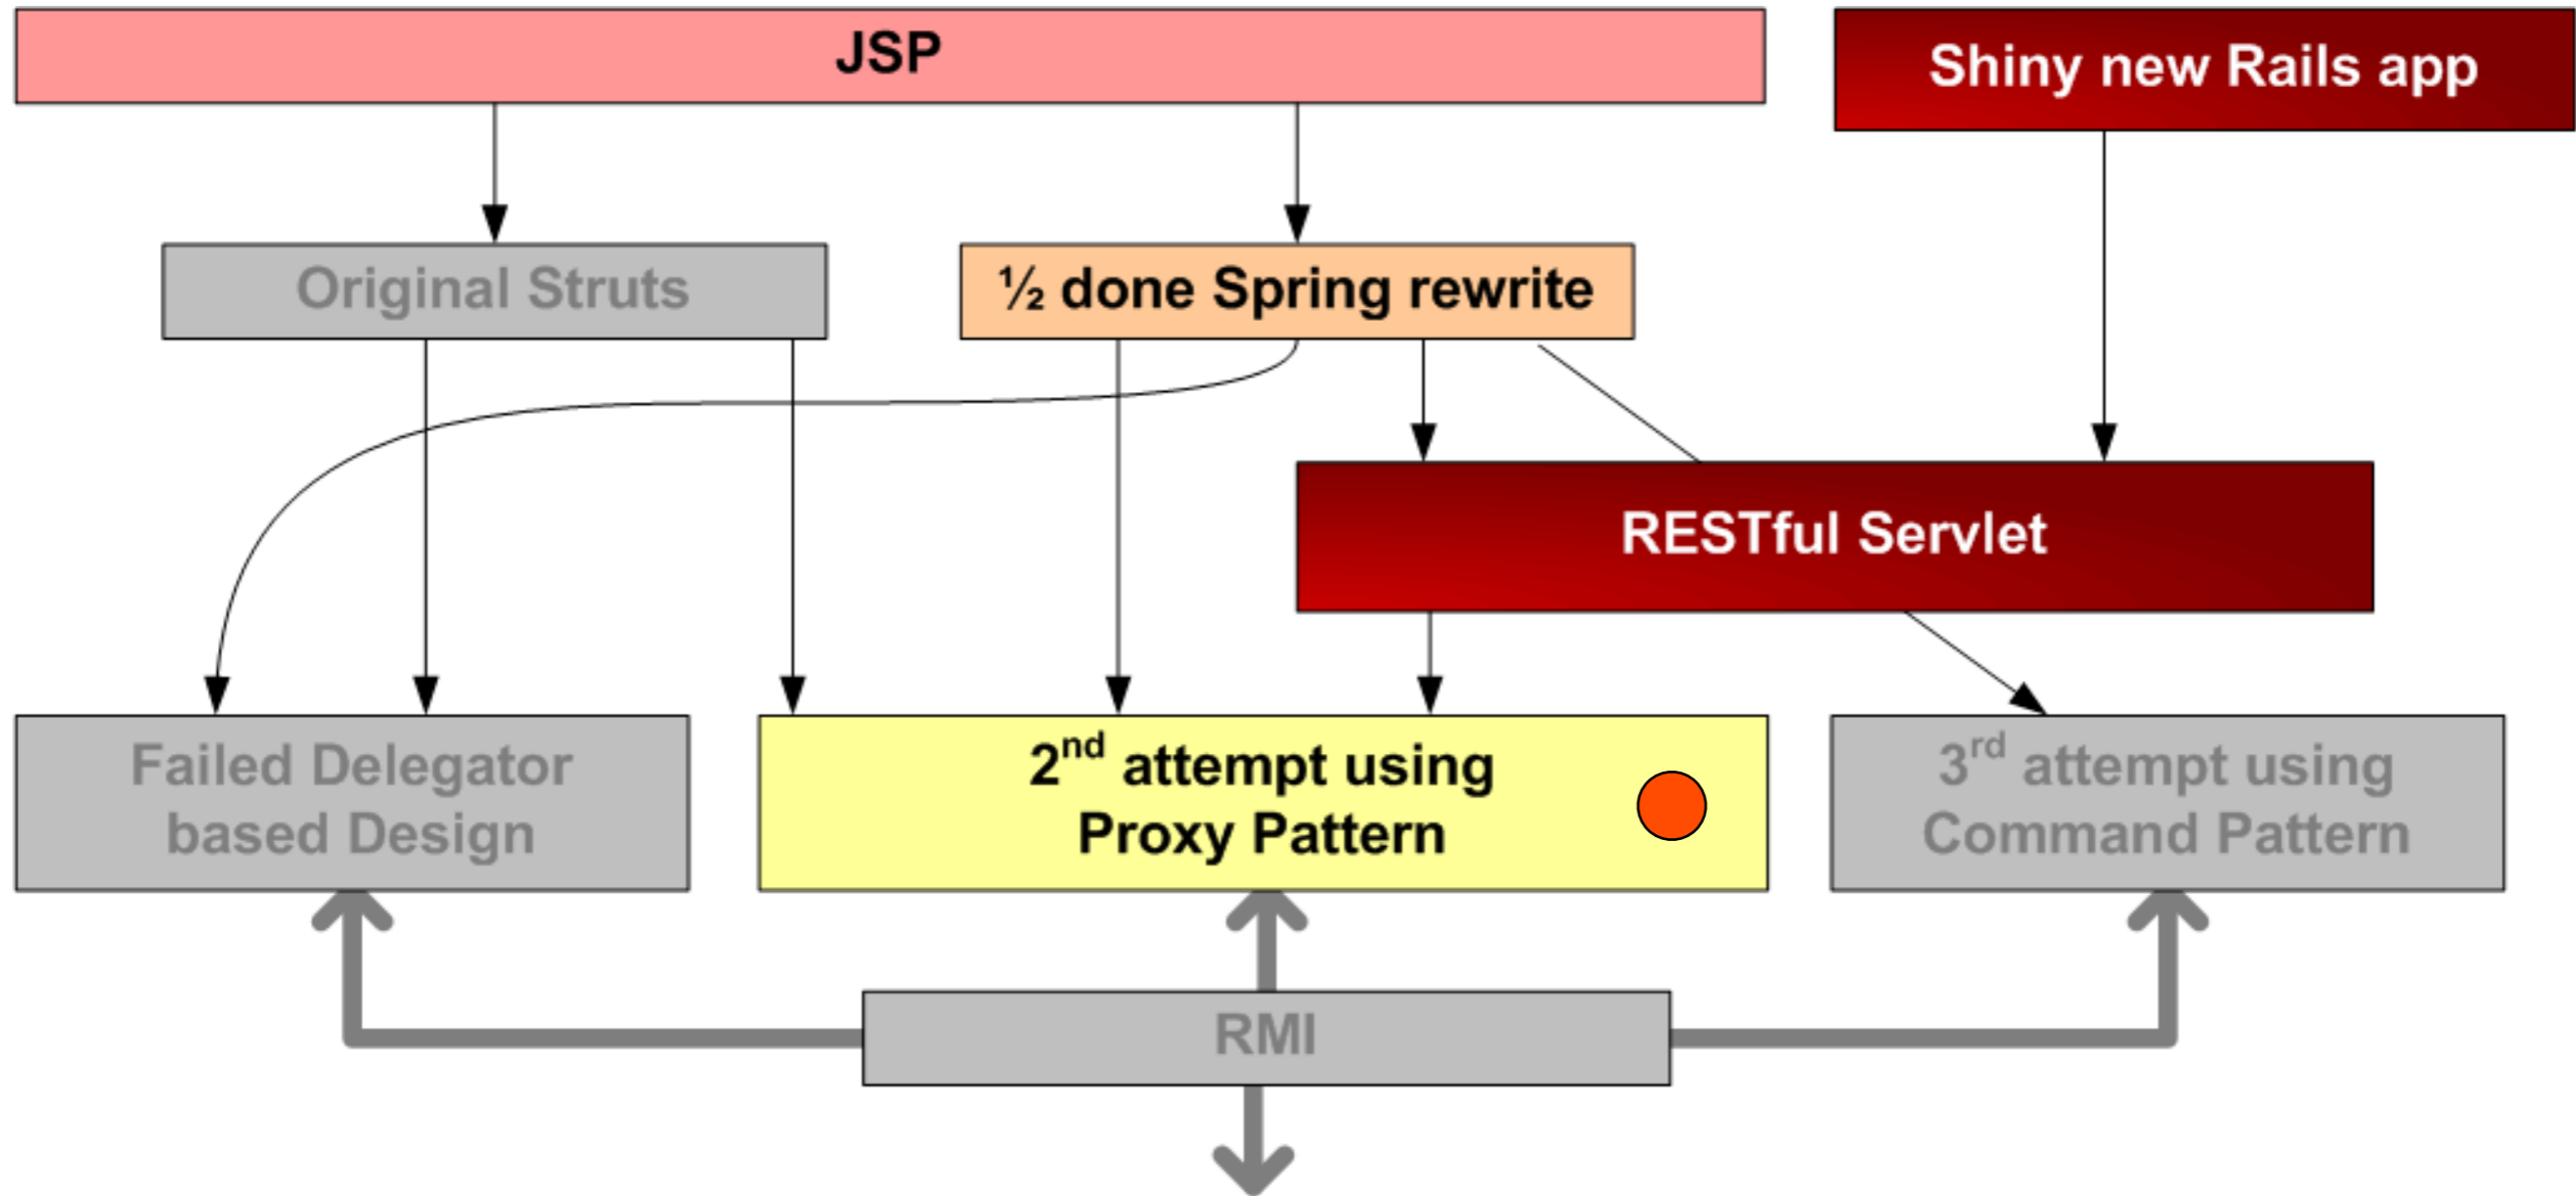 JSP
Shiny new Rails app
Original Struts
½ done Spring rewrite
RESTful Servlet
Failed Delegator
based Design
2nd attempt using
Proxy Pattern
3rd attempt using
Command Pattern
RMI